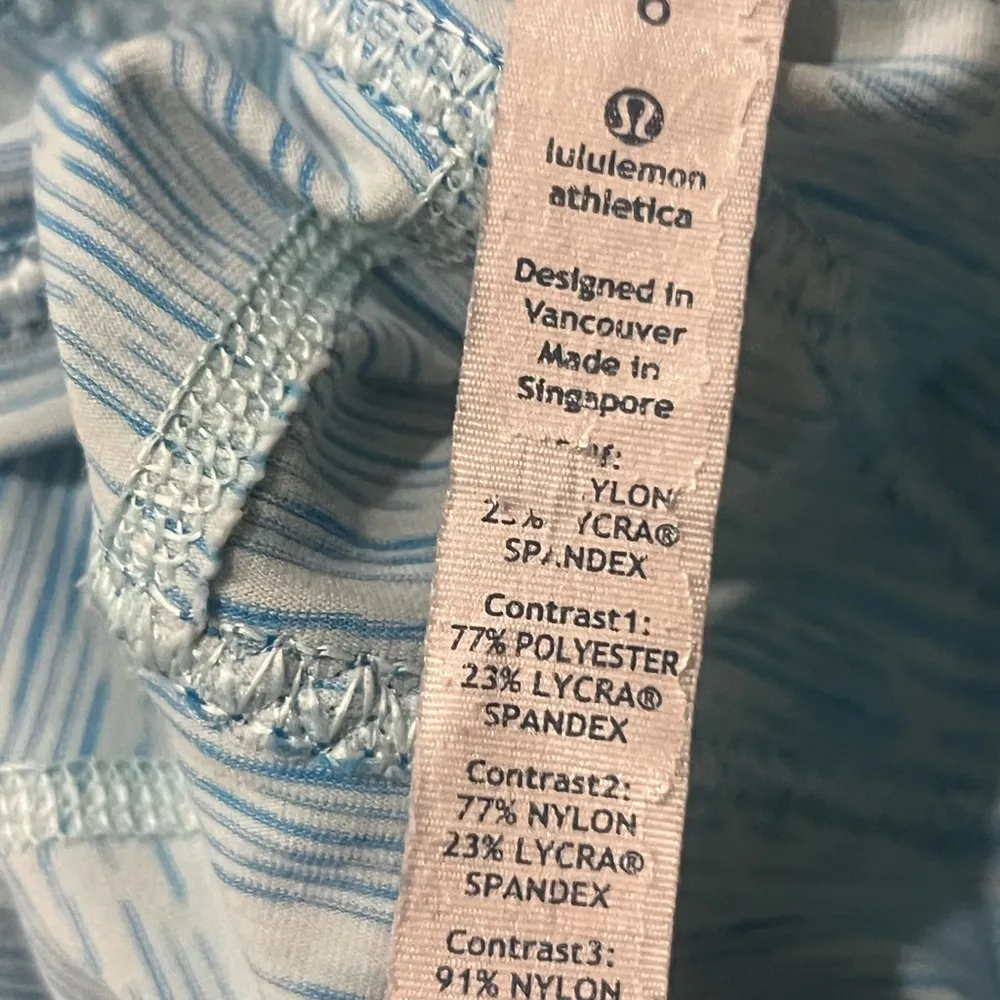 6
lululemon
athletica
Designed in
Vancouver
Made in
Singapore
SPANDEX
Contrast1:
77% POLYESTER
23% LYCRA®
SPANDEX
Contrast2:
77% NYLON
23% LYCRA®
SPANDEX
Contrast3:
91% NYLON